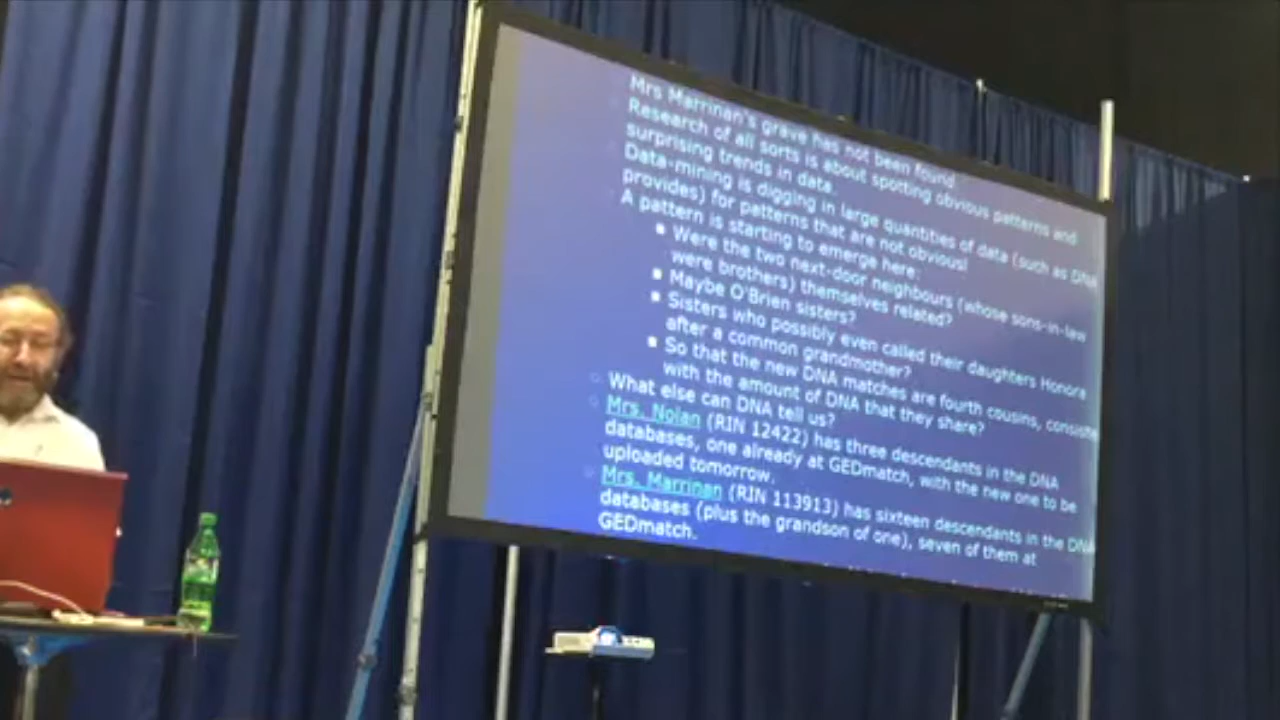 Mrs Marrinan's grave has not been found.
Research of all sorts is about spotting obvious patterns and
surprising trends in data.
Data-mining is digging in large quantities of data (such as DNA
provides) for patterns that are not obvious!
A pattern is starting to emerge here:
Were the two next-door neighbours (whose sons-in-law
were brothers) themselves related?
Maybe O'Brien sisters?
Sisters who possibly even called their daughters Honora
after a common grandmother?
So that the new DNA matches are fourth cousins, consiste
with the amount of DNA that they share?
What else can DNA tell us?
Mrs. Nolan (RIN 12422) has three descendants in the DNA
databases, one already at GEDmatch, with the new one to be
uploaded tomorrow.
Mrs. Marrinan (RIN 113913) has sixteen descendants in the DNA
databases (plus the grandson of one), seven of them at
GEDmatch.